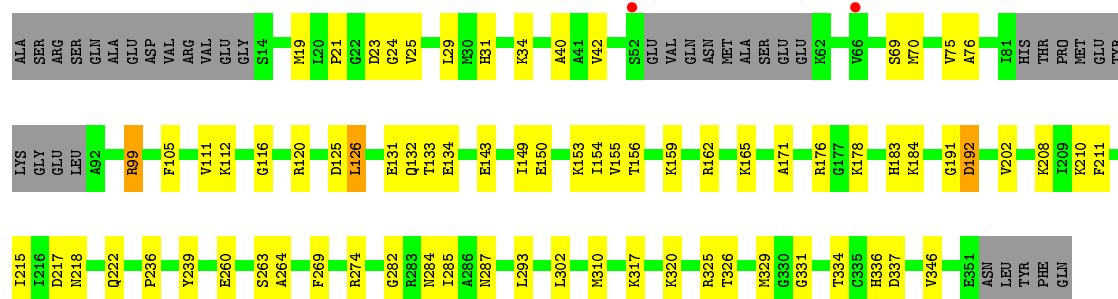 ALA SER ARG SER GLN ALA GLU ASP VAL ARG VAL GLU GLY S14 M19 L20 P21 G22 D23 G24 V25 L29 M30 H31 K34 A40 A41 V42 S52 GLU VAL GLN ASN MET ALA SER GLU GLU K62 V66 S69 M70 V75 A76 I81 HIS THR PRO MET GLU TYR
LYS GLY GLU LEU A92 R99 F105 V111 K112 G116 R120 D125 L126 E131 Q132 T133 E134 E143 I149 E150 K153 I154 V155 T156 K159 R162 K165 A171 R176 G177 K178 H183 K184 G191 D192 V202 K208 I209 K210 F211
I215 I216 D217 N218 Q222 P236 Y239 E260 S263 A264 F269 R274 G282 R283 N284 I285 A286 N287 L293 L302 M310 K317 K320 R325 T326 M329 G330 G331 T334 C335 H336 D337 V346 E351 ASN LEU TYR PHE GLN